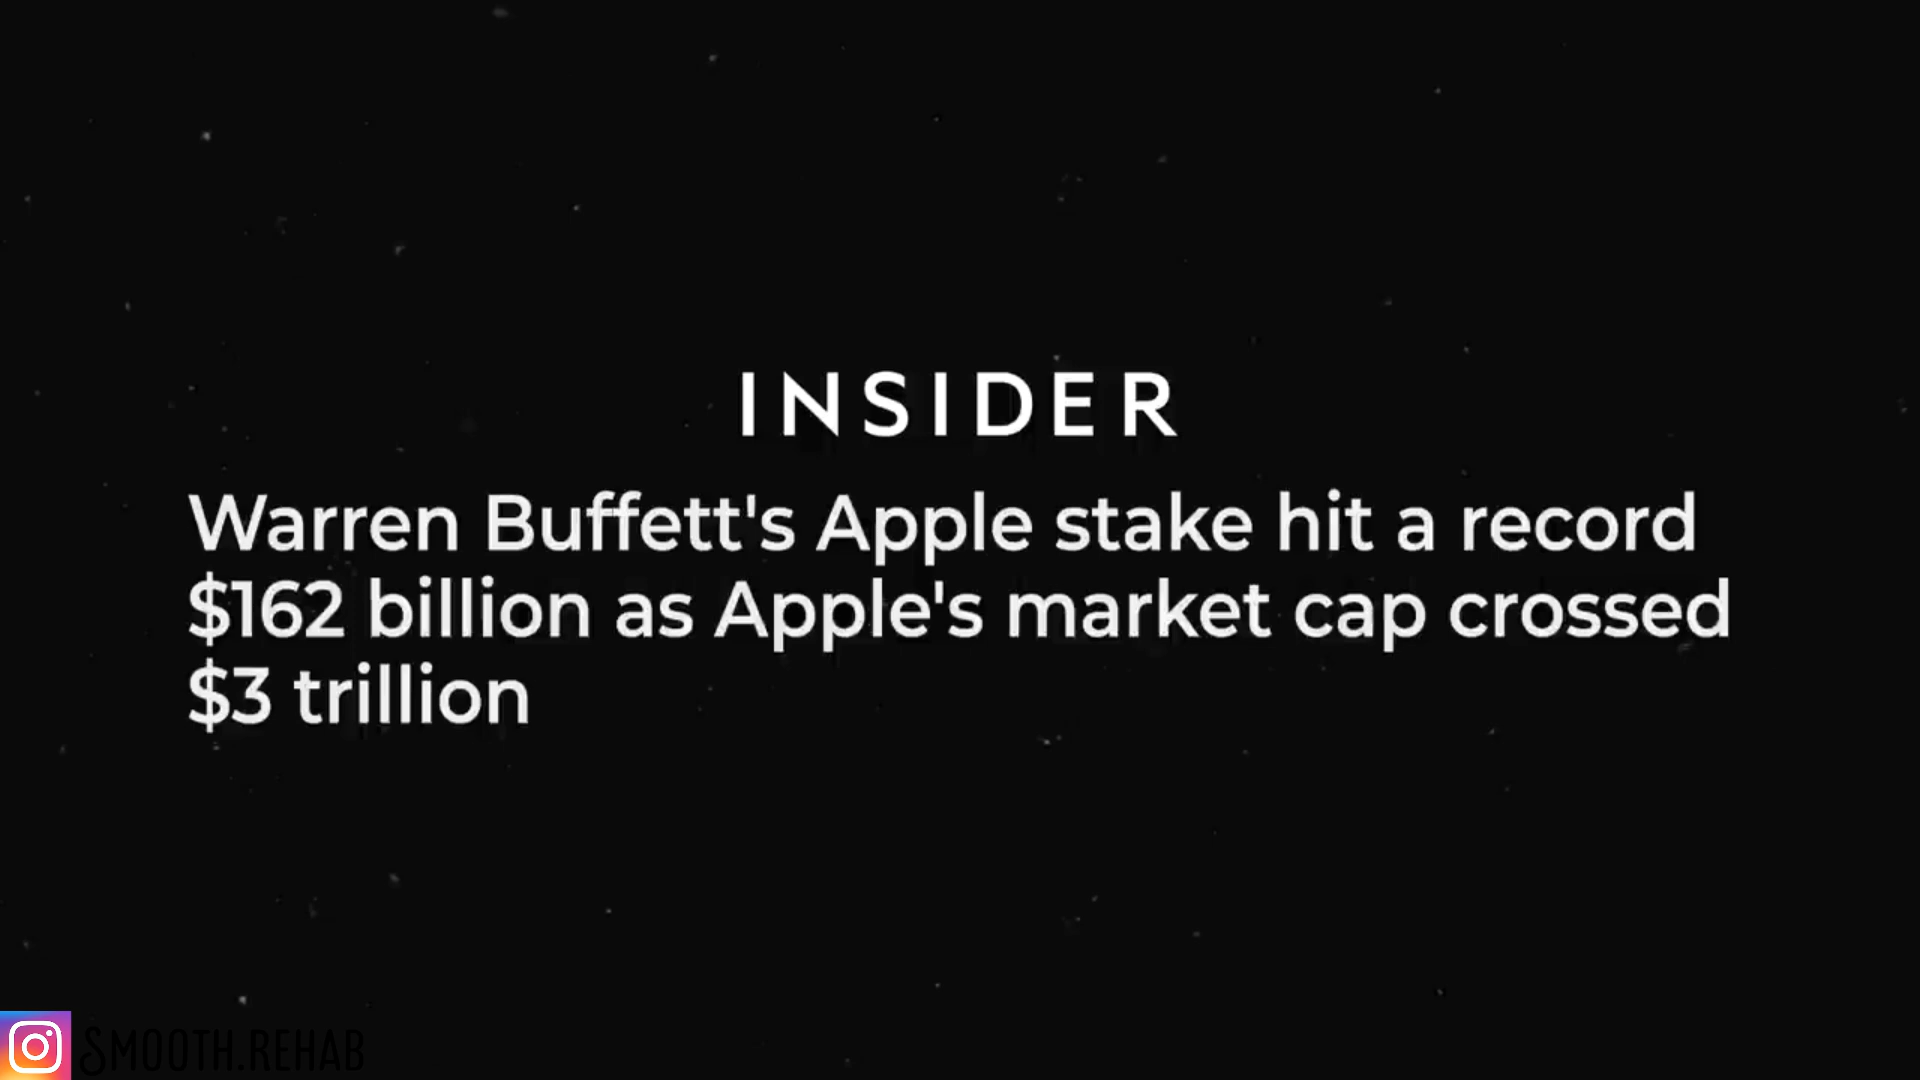 INSIDER
Warren Buffett's Apple stake hit a record
$162 billion as Apple's market cap crossed
$3 trillion
SMOOTH.REHAB